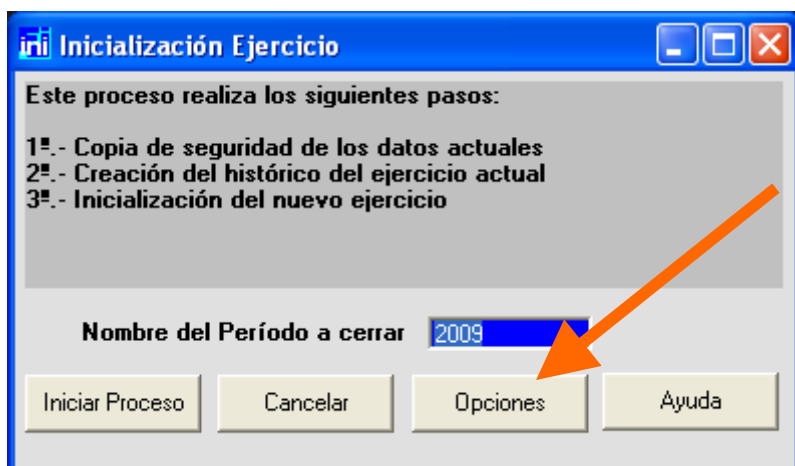 ini Inicialización Ejercicio
Este proceso realiza los siguientes pasos:
1º.- Copia de seguridad de los datos actuales
2º.- Creación del histórico del ejercicio actual
3º.- Inicialización del nuevo ejercicio
Nombre del Período a cerrar 2009
Iniciar Proceso Cancelar Opciones Ayuda